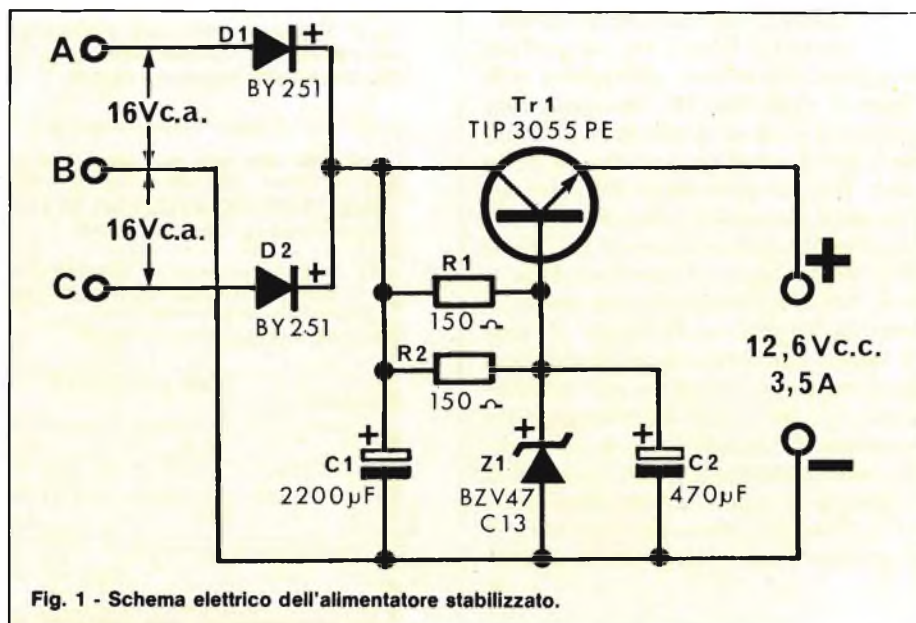 A
D1
+
BY 251
16Vc.a.
B
16Vc.a.
C
D2
+
BY 251
Tr1
TIP 3055 PE
R1
150 Ω
R2
150 Ω
+
C1
2200µF
+
Z1
BZV47
C13
+
C2
470µF
+
12,6 Vc.c.
3,5 A
−
Fig. 1 - Schema elettrico dell'alimentatore stabilizzato.